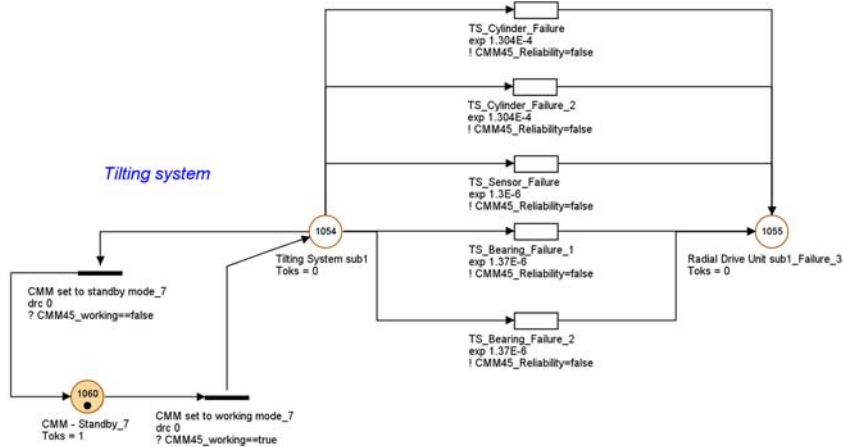 TS_Cylinder_Failure
exp 1.304E-4
! CMM45_Reliability=false
TS_Cylinder_Failure_2
exp 1.304E-4
! CMM45_Reliability=false
Tilting system
TS_Sensor_Failure
exp 1.3E-6
! CMM45_Reliability=false
1054
Tilting System sub1
Toks = 0
TS_Bearing_Failure_1
exp 1.37E-6
! CMM45_Reliability=false
1055
Radial Drive Unit sub1_Failure_3
Toks = 0
CMM set to standby mode_7
drc 0
? CMM45_working==false
TS_Bearing_Failure_2
exp 1.37E-6
! CMM45_Reliability=false
1060
CMM - Standby_7
Toks = 1
CMM set to working mode_7
drc 0
? CMM45_working==true